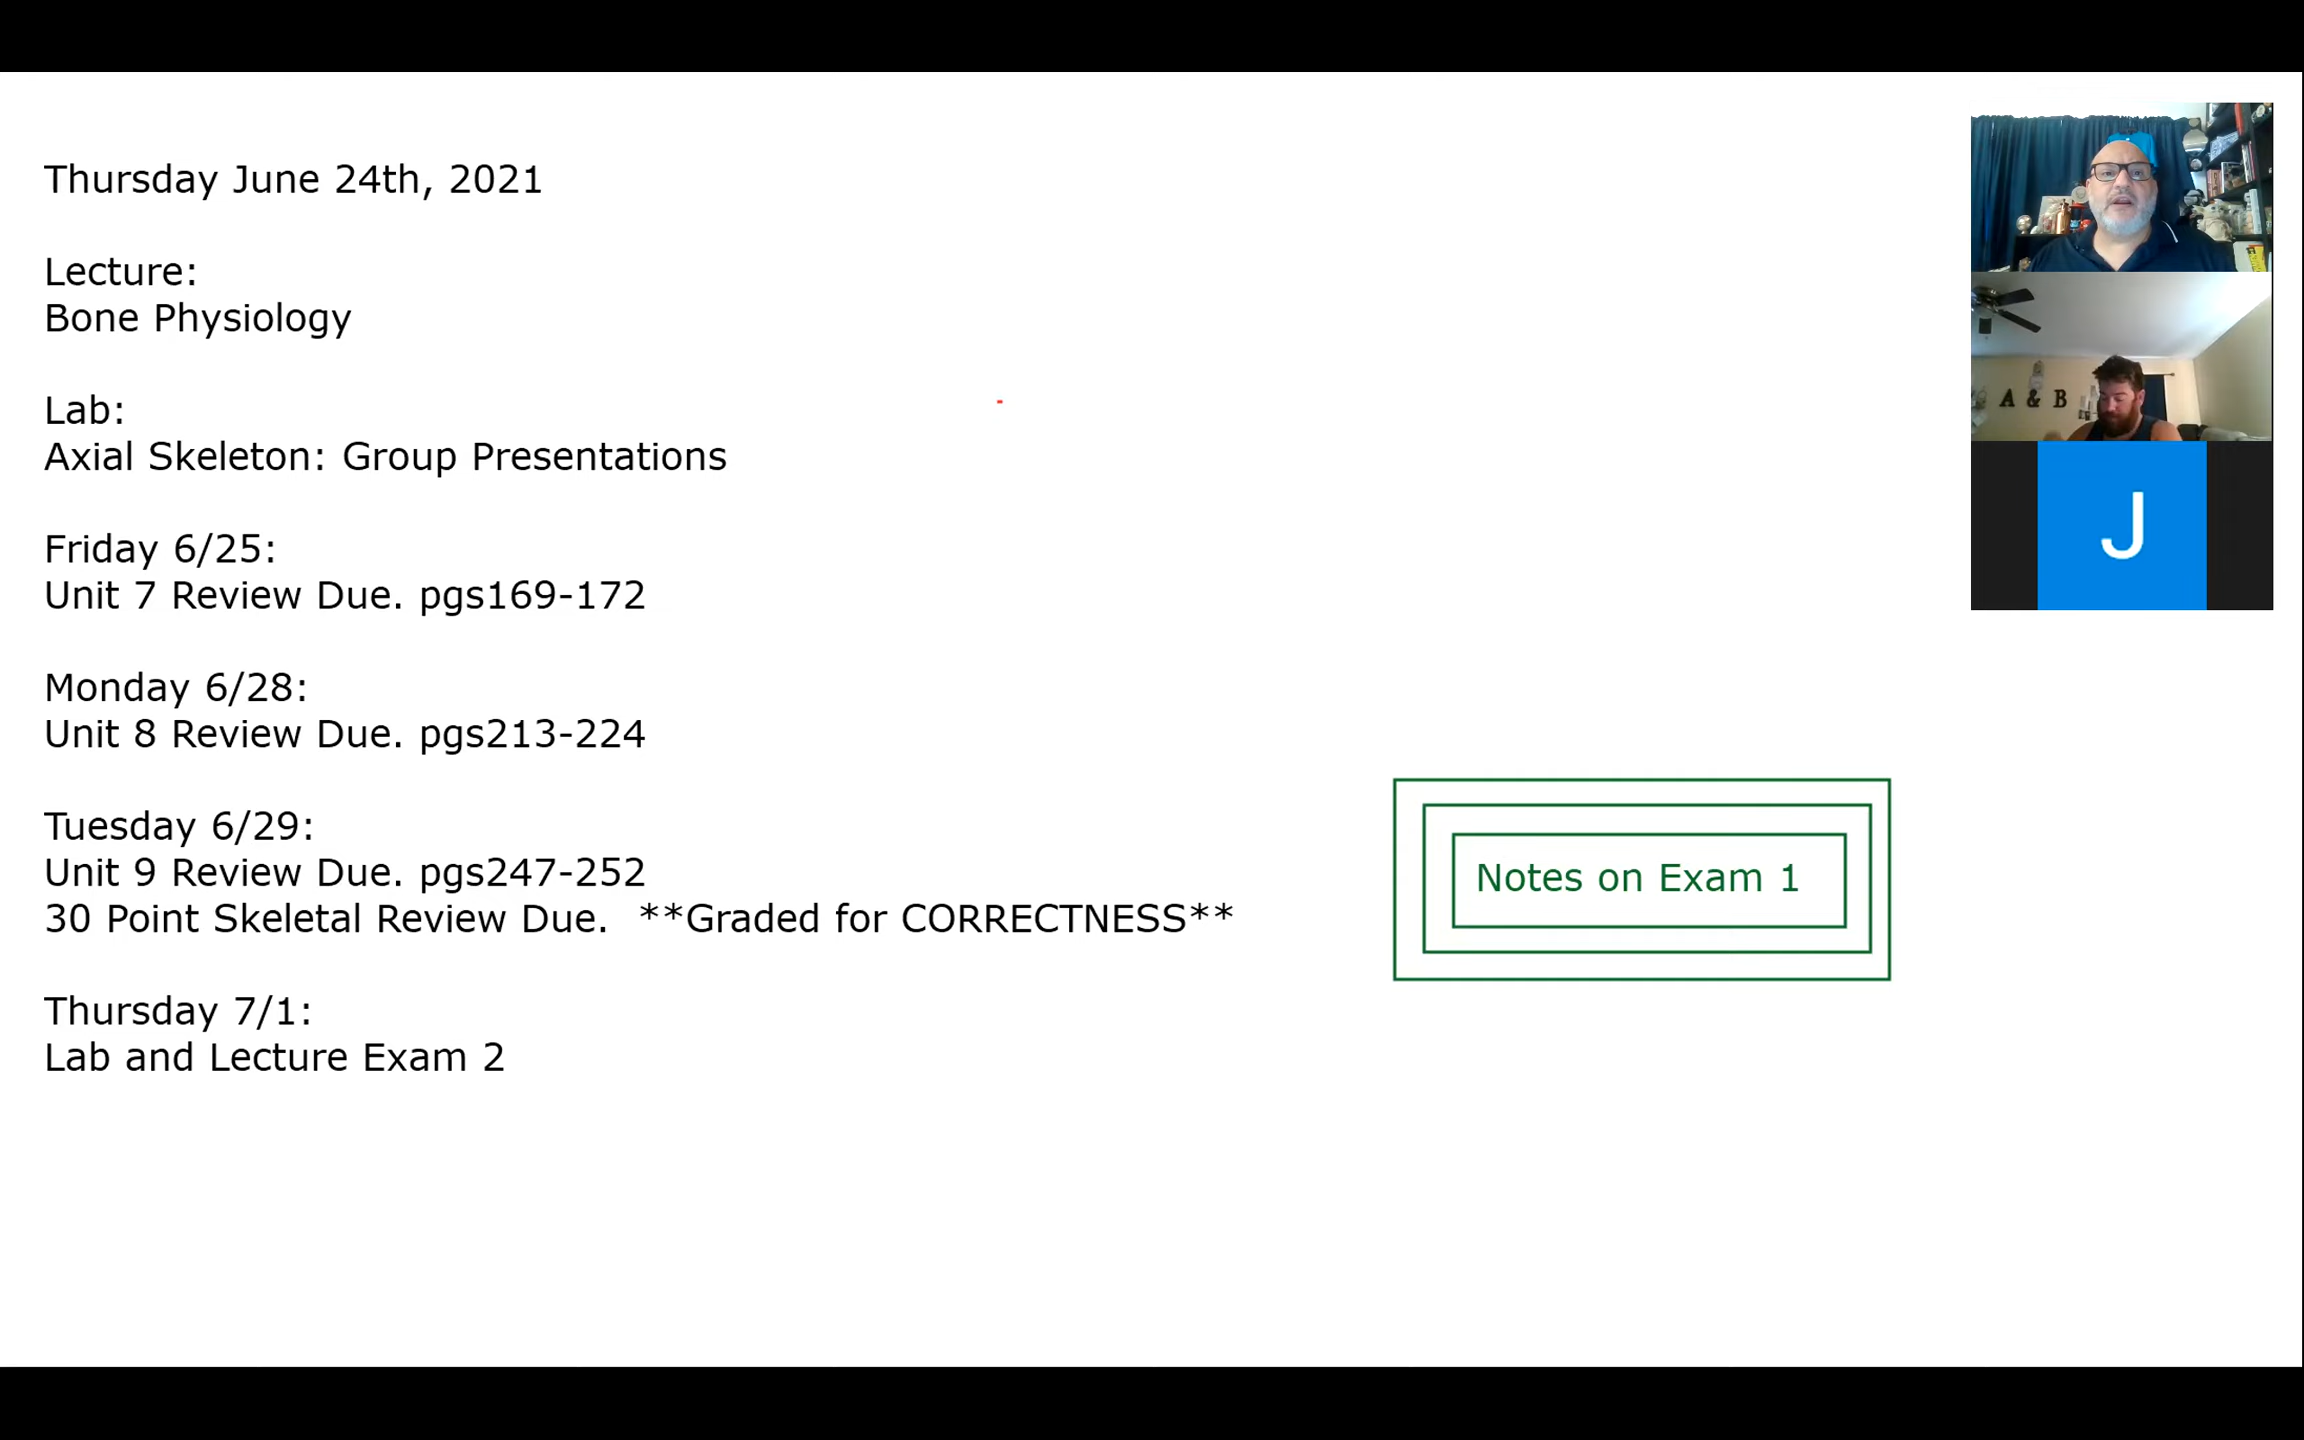 Thursday June 24th, 2021
Lecture:
Bone Physiology
Lab:
Axial Skeleton: Group Presentations
Friday 6/25:
Unit 7 Review Due. pgs169-172
Monday 6/28:
Unit 8 Review Due. pgs213-224
Tuesday 6/29:
Unit 9 Review Due. pgs247-252
30 Point Skeletal Review Due.  **Graded for CORRECTNESS**
Thursday 7/1:
Lab and Lecture Exam 2
Notes on Exam 1
A & B
J